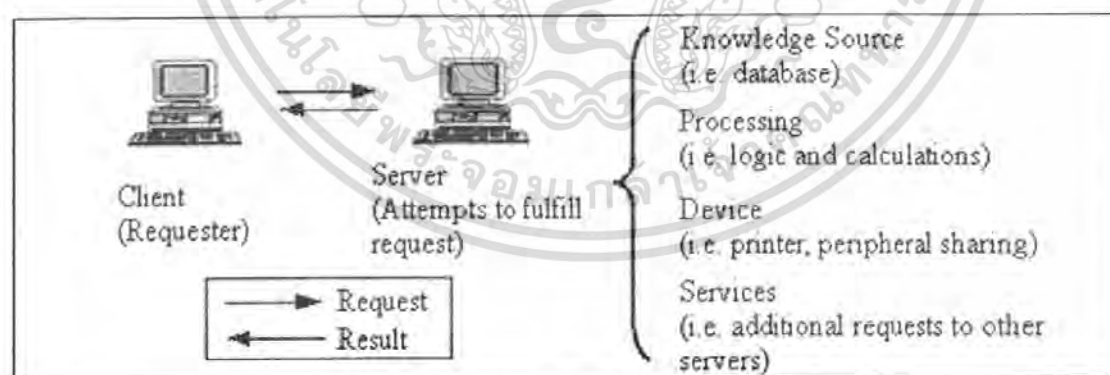 Client
(Requester)
Server
(Attempts to fulfill
request)
Request
Result
Knowledge Source
(i.e. database)
Processing
(i.e. logic and calculations)
Device
(i.e. printer, peripheral sharing)
Services
(i.e. additional requests to other
servers)